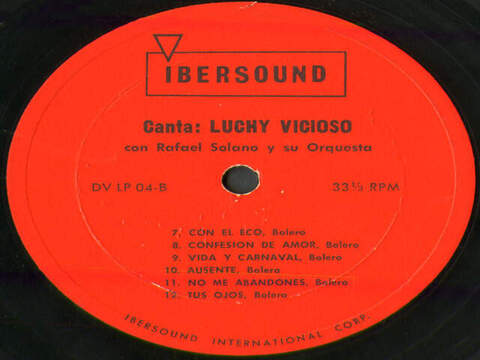 IBERSOUND
Canta: LUCHY VICIOSO
con Rafael Solano y su Orquesta
DV LP 04-B 33⅓ RPM
7. CON EL ECO, Bolero
8. CONFESION DE AMOR, Bolero
9. VIDA Y CARNAVAL, Bolero
10. AUSENTE, Bolero
11. NO ME ABANDONES, Bolero
12. TUS OJOS, Bolero
IBERSOUND INTERNATIONAL CORP.